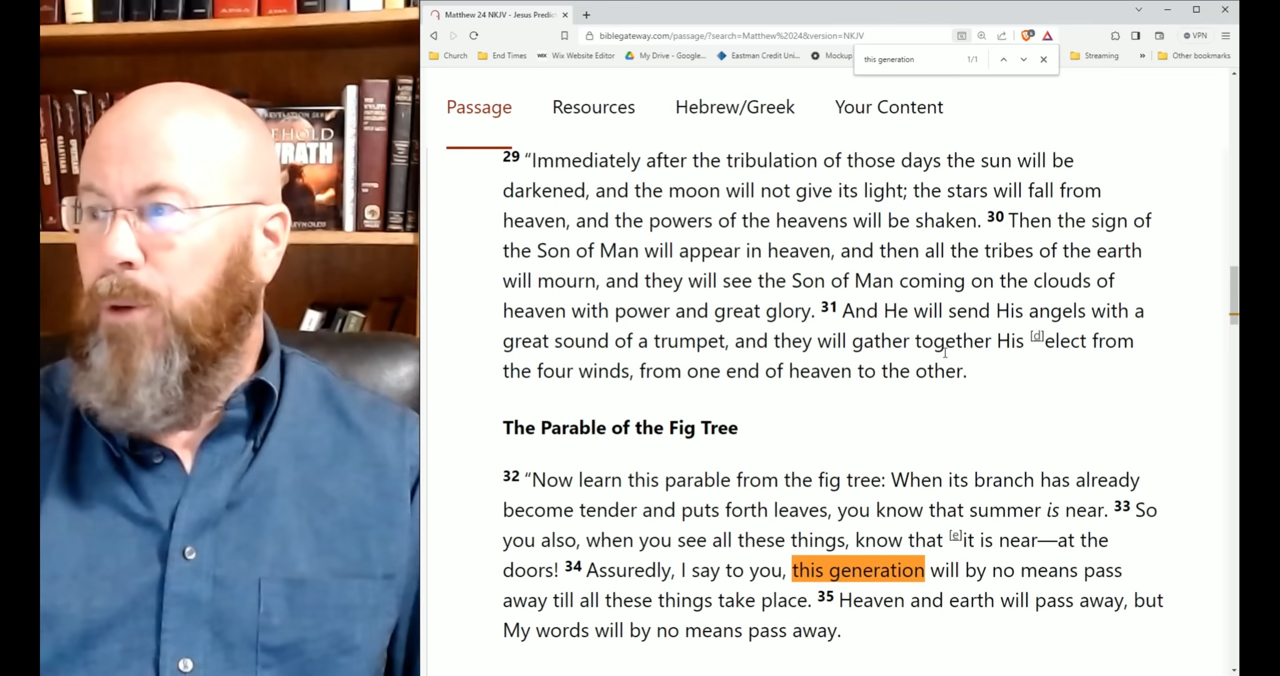 Matthew 24 NKJV - Jesus Predic
biblegateway.com/passage/?search=Matthew%2024&version=NKJV
VPN
Church End Times Wix Website Editor My Drive - Google... Eastman Credit Uni... Mockup Streaming » Other bookmarks
this generation 1/1
Passage Resources Hebrew/Greek Your Content
REVELATION SERIES
EHOLD
WRATH
29 “Immediately after the tribulation of those days the sun will be
darkened, and the moon will not give its light; the stars will fall from
heaven, and the powers of the heavens will be shaken. 30 Then the sign of
the Son of Man will appear in heaven, and then all the tribes of the earth
will mourn, and they will see the Son of Man coming on the clouds of
heaven with power and great glory. 31 And He will send His angels with a
great sound of a trumpet, and they will gather together His [d]elect from
the four winds, from one end of heaven to the other.
The Parable of the Fig Tree
32 “Now learn this parable from the fig tree: When its branch has already
become tender and puts forth leaves, you know that summer is near. 33 So
you also, when you see all these things, know that [e]it is near—at the
doors! 34 Assuredly, I say to you, this generation will by no means pass
away till all these things take place. 35 Heaven and earth will pass away, but
My words will by no means pass away.